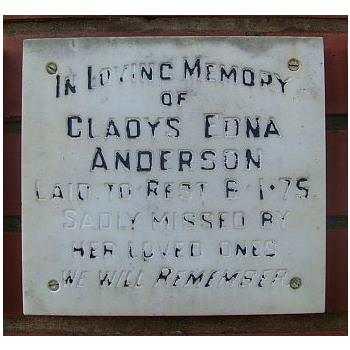 IN LOVING MEMORY
OF
GLADYS EDNA
ANDERSON
LAID TO REST 8·1·75
SADLY MISSED BY
HER LOVED ONES
WE WILL REMEMBER